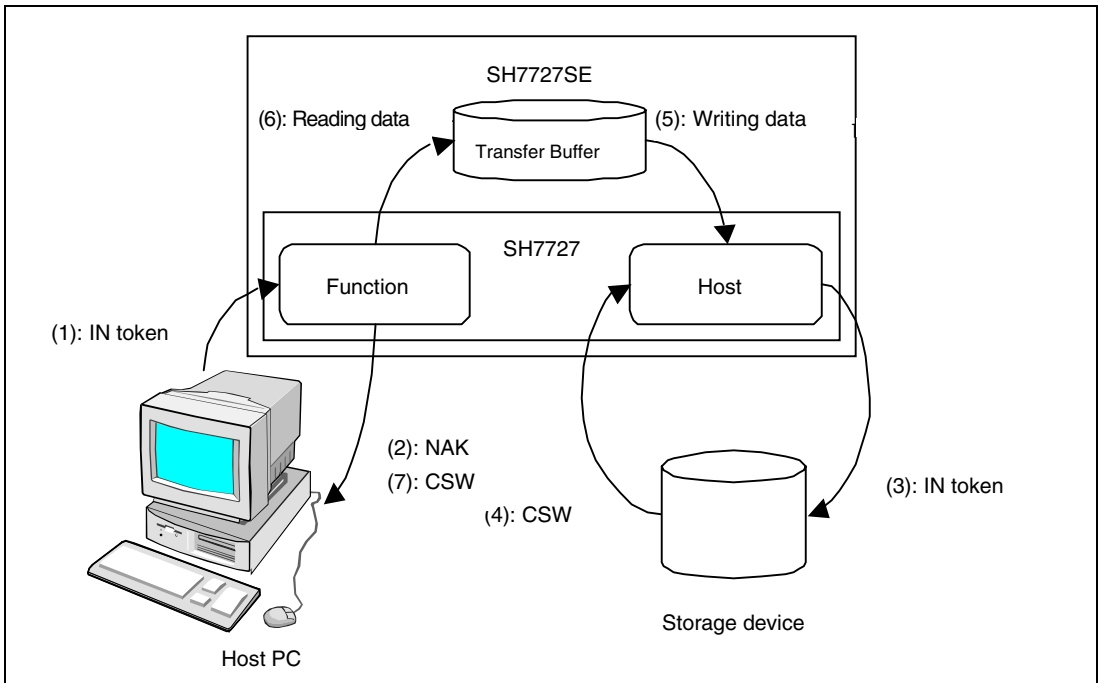 SH7727SE
(6): Reading data
(5): Writing data
Transfer Buffer
SH7727
Function
Host
(1): IN token
(2): NAK
(7): CSW
(4): CSW
(3): IN token
Storage device
Host PC